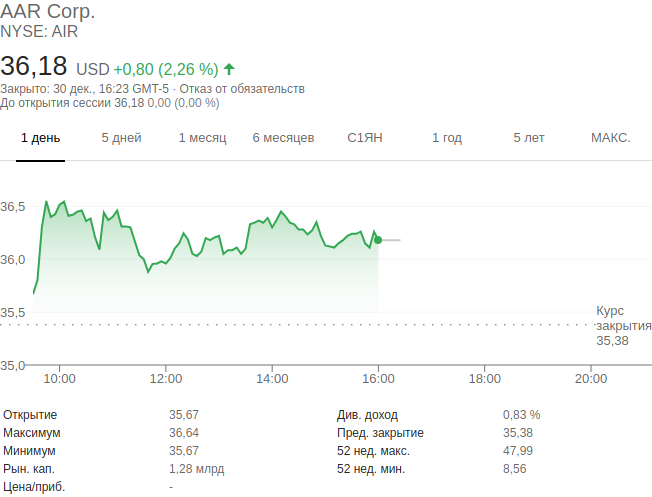 AAR Corp.
NYSE: AIR
36,18 USD +0,80 (2,26 %)
Закрыто: 30 дек., 16:23 GMT-5 · Отказ от обязательств
До открытия сессии 36,18 0,00 (0,00 %)
1 день 5 дней 1 месяц 6 месяцев С1ЯН 1 год 5 лет МАКС.
36,5
36,0
35,5
Курс
закрытия
35,38
35,0
10:00 12:00 14:00 16:00 18:00 20:00
Открытие 35,67 Див. доход 0,83 %
Максимум 36,64 Пред. закрытие 35,38
Минимум 35,67 52 нед. макс. 47,99
Рын. кап. 1,28 млрд 52 нед. мин. 8,56
Цена/приб. -